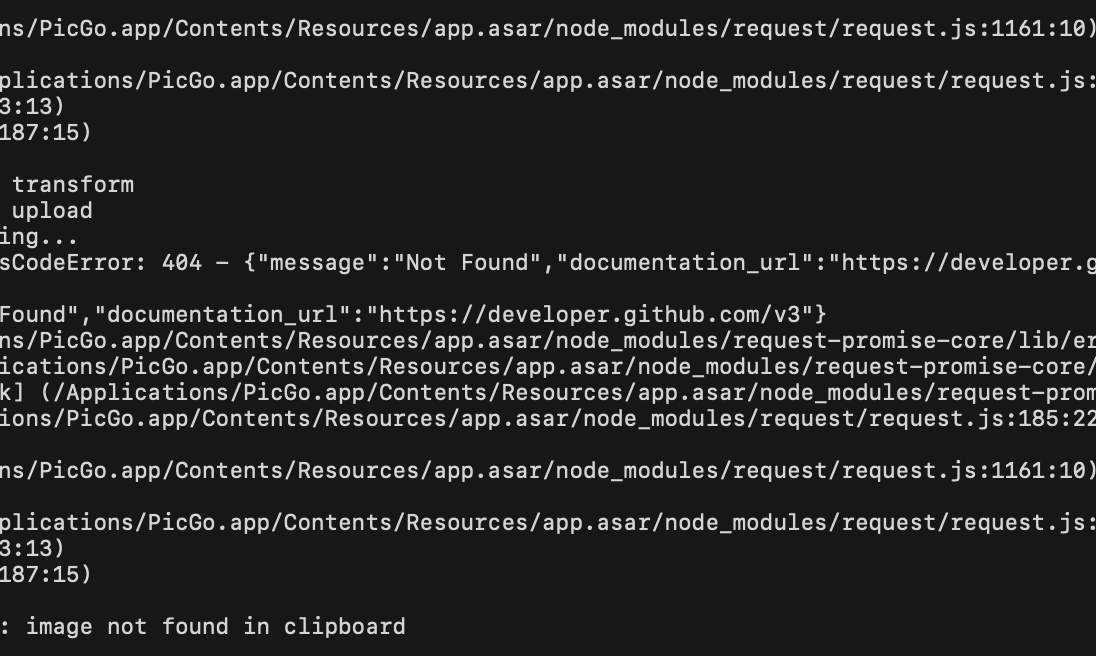 ns/PicGo.app/Contents/Resources/app.asar/node_modules/request/request.js:1161:10)
plications/PicGo.app/Contents/Resources/app.asar/node_modules/request/request.js:
3:13)
187:15)
transform
upload
ing...
sCodeError: 404 - {"message":"Not Found","documentation_url":"https://developer.g
Found","documentation_url":"https://developer.github.com/v3"}
ns/PicGo.app/Contents/Resources/app.asar/node_modules/request-promise-core/lib/er
ications/PicGo.app/Contents/Resources/app.asar/node_modules/request-promise-core/
k] (/Applications/PicGo.app/Contents/Resources/app.asar/node_modules/request-prom
ions/PicGo.app/Contents/Resources/app.asar/node_modules/request/request.js:185:22
ns/PicGo.app/Contents/Resources/app.asar/node_modules/request/request.js:1161:10)
plications/PicGo.app/Contents/Resources/app.asar/node_modules/request/request.js:
3:13)
187:15)
: image not found in clipboard